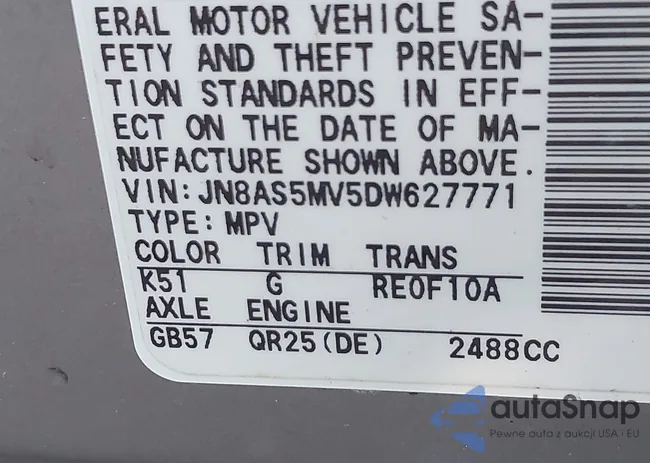 ERAL MOTOR VEHICLE SA-
FETY AND THEFT PREVEN-
TION STANDARDS IN EFF-
ECT ON THE DATE OF MA-
NUFACTURE SHOWN ABOVE.
VIN:JN8AS5MV5DW627771
TYPE:MPV
COLOR TRIM TRANS
K51 G RE0F10A
AXLE ENGINE
GB57 QR25(DE) 2488CC
autaSnap
Pewne auta z aukcji USA i EU